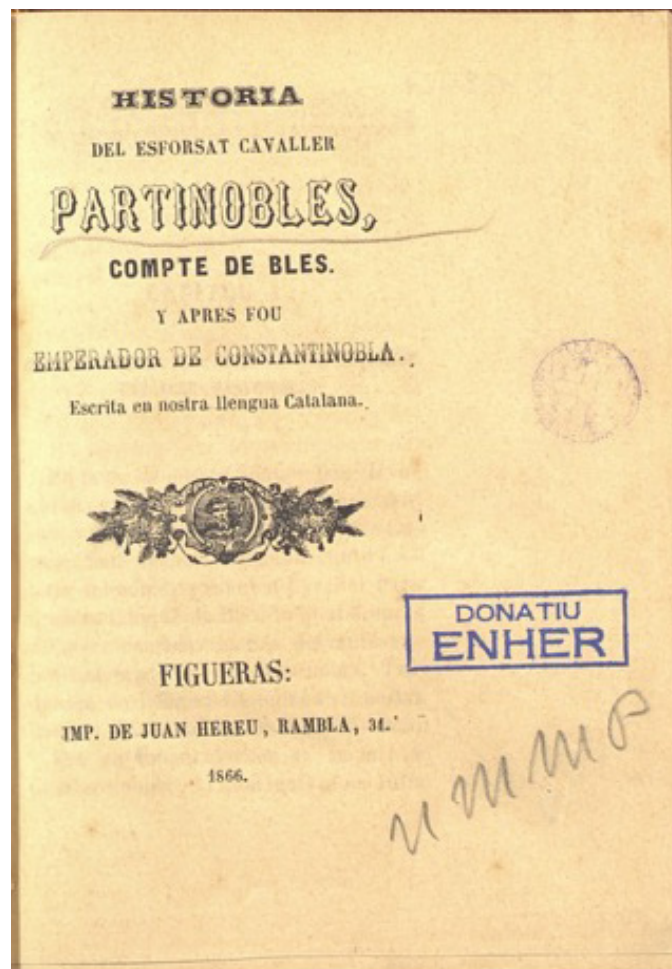 HISTORIA
DEL ESFORSAT CAVALLER
PARTINOBLES,
COMPTE DE BLES.
Y APRES FOU
EMPERADOR DE CONSTANTINOBLA.
Escrita en nostra llengua Catalana.
DONATIU
ENHER
FIGUERAS:
IMP. DE JUAN HEREU, RAMBLA, 31.
1866.